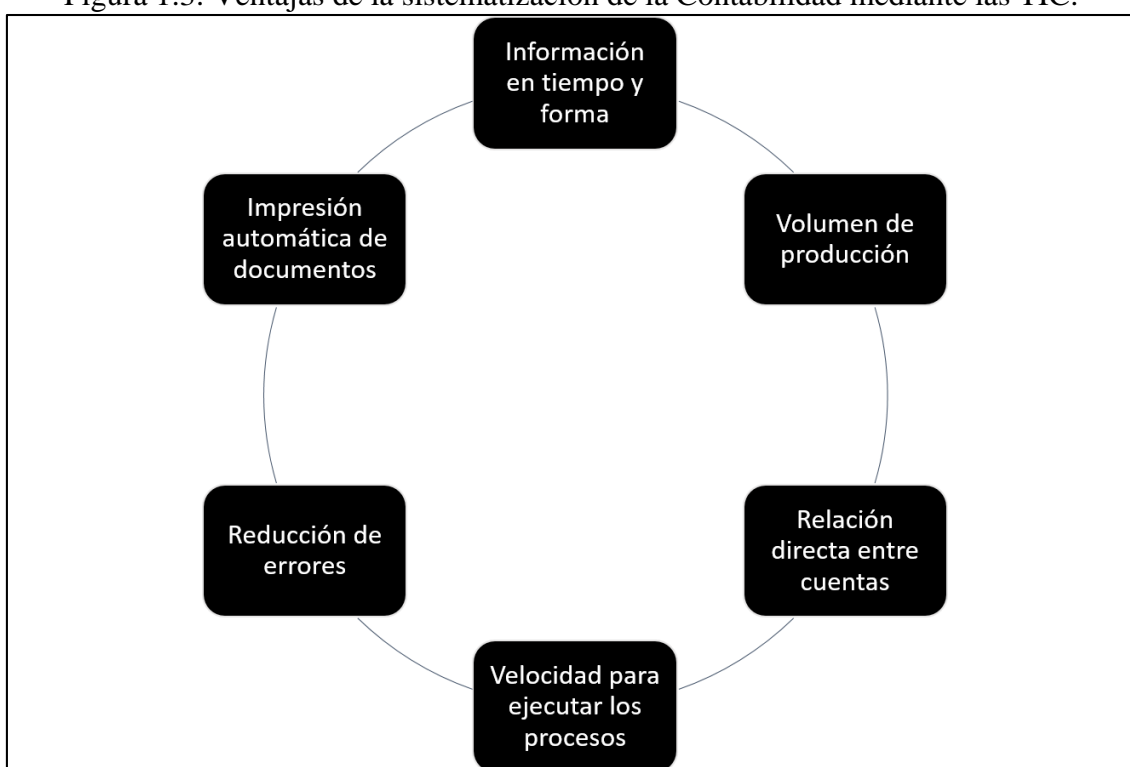 Figura 1.3. Ventajas de la sistematización de la Contabilidad mediante las TIC.
Información
en tiempo y
forma
Volumen de
producción
Relación
directa entre
cuentas
Velocidad para
ejecutar los
procesos
Reducción de
errores
Impresión
automática de
documentos